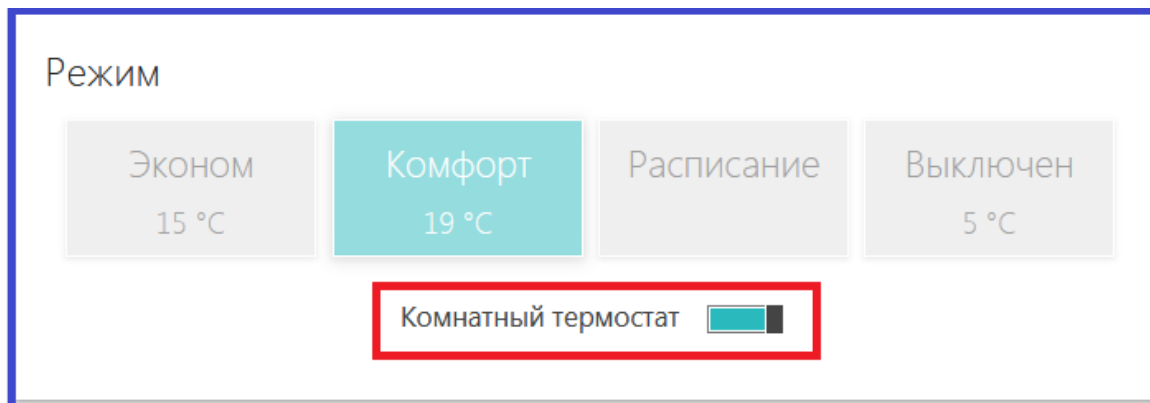 Режим
Эконом Комфорт Расписание Выключен
15 °C 19 °C 5 °C
Комнатный термостат